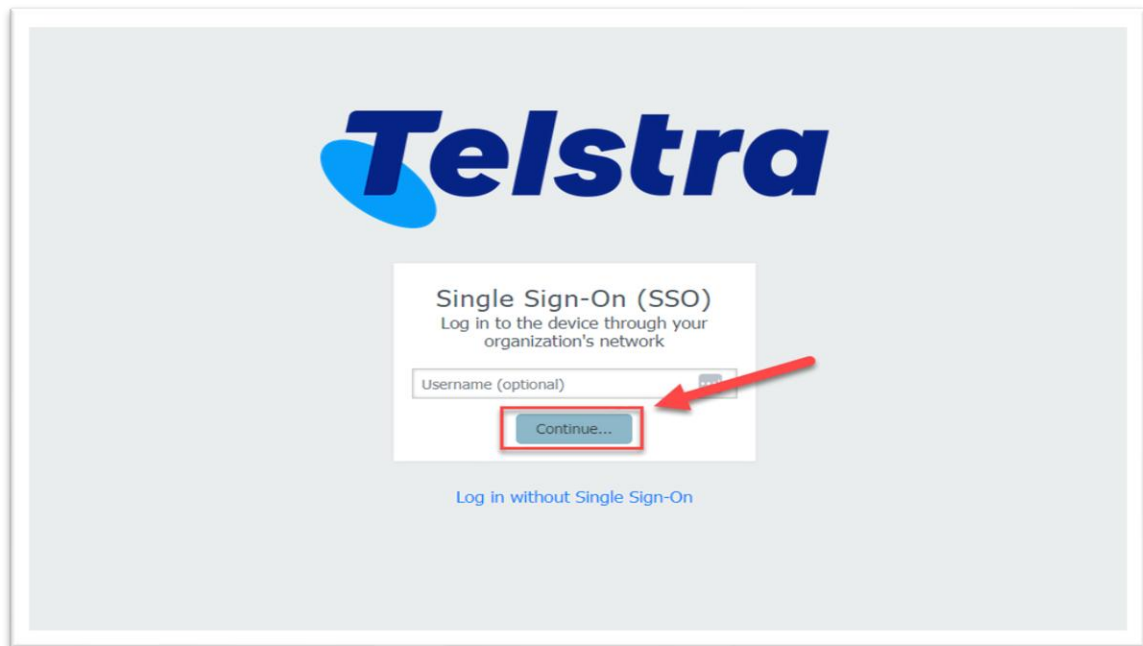 Telstra
Single Sign-On (SSO)
Log in to the device through your
organization's network
Username (optional)
Continue...
Log in without Single Sign-On